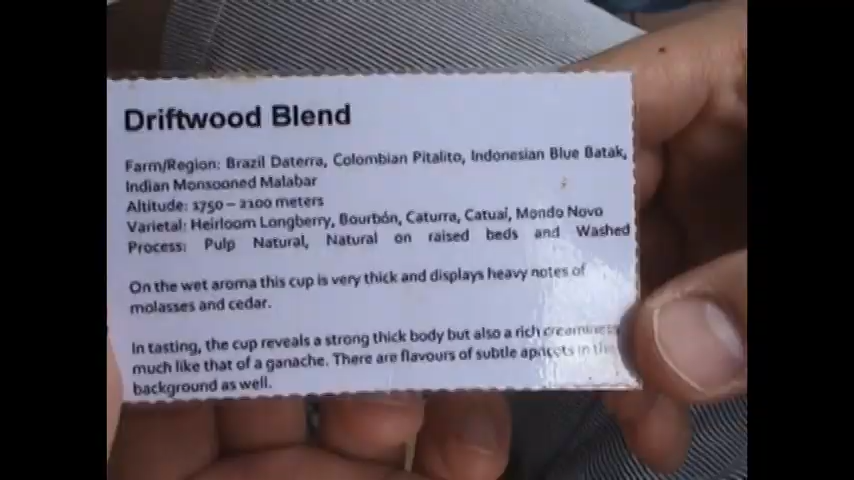 Driftwood Blend
Farm/Region: Brazil Daterra, Colombian Pitalito, Indonesian Blue Batak,
Indian Monsooned Malabar
Altitude: 1750 – 2100 meters
Varietal: Heirloom Longberry, Bourbón, Caturra, Catuai, Mondo Novo
Process: Pulp Natural, Natural on raised beds and Washed
On the wet aroma this cup is very thick and displays heavy notes of
molasses and cedar.
In tasting, the cup reveals a strong thick body but also a rich creaminess
much like that of a ganache. There are flavours of subtle apricots in the
background as well.